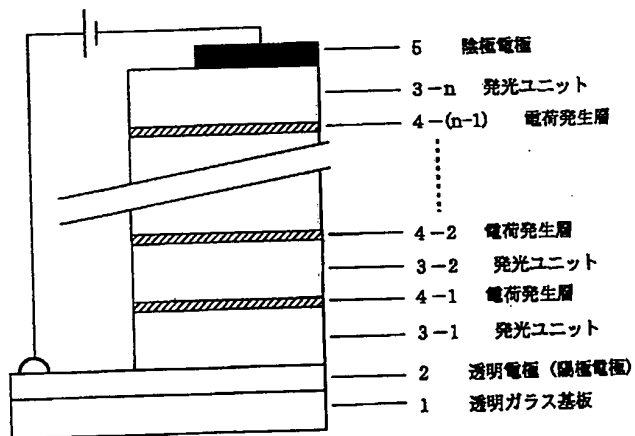 5 陰極電極
3-n 発光ユニット
4-(n-1) 電荷発生層
4-2 電荷発生層
3-2 発光ユニット
4-1 電荷発生層
3-1 発光ユニット
2 透明電極 (陽極電極)
1 透明ガラス基板